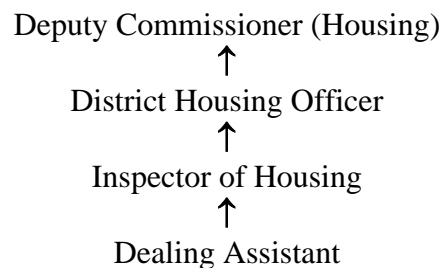 Deputy Commissioner (Housing)
↑
District Housing Officer
↑
Inspector of Housing
↑
Dealing Assistant